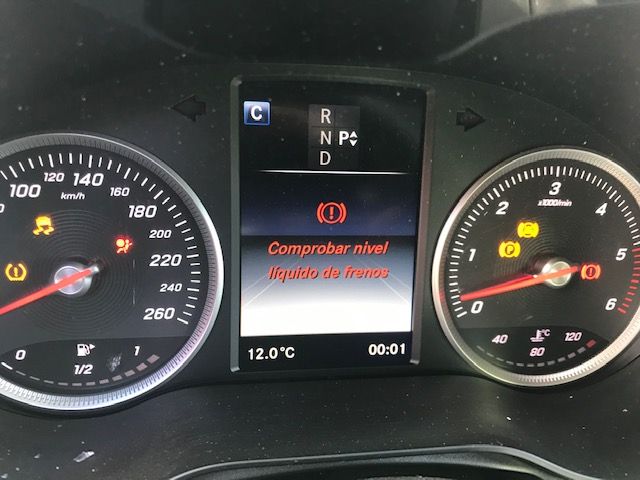 C
R
N P
D
Comprobar nivel
líquido de frenos
12.0°C
00:01
100 120 140 160 180 200 220 240 260
km/h
0 1/2 1
0 1 2 3 4 5 6
x1000/min
40 80 120
°C
P